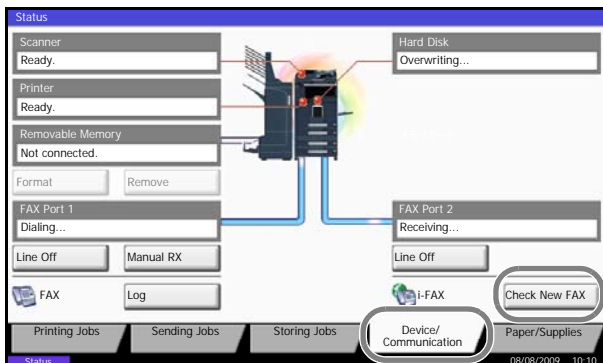 Status
Scanner
Ready.
Printer
Ready.
Removable Memory
Not connected.
Format
Remove
FAX Port 1
Dialing...
Line Off
Manual RX
FAX
Log
Hard Disk
Overwriting...
FAX Port 2
Receiving...
Line Off
i-FAX
Check New FAX
Printing Jobs
Sending Jobs
Storing Jobs
Device/
Communication
Paper/Supplies
Status
08/08/2009 10:10